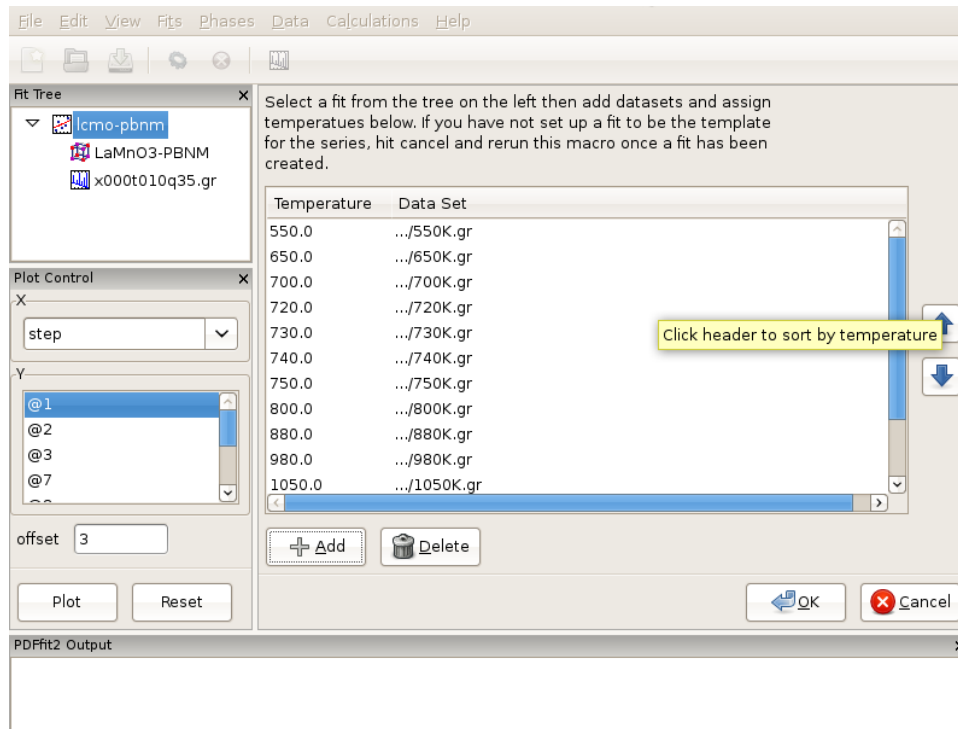 File Edit View Fits Phases Data Calculations Help
Fit Tree
lcmo-pbnm
LaMnO3-PBNM
x000t010q35.gr
Plot Control
X
step
Y
@1
@2
@3
@7
offset 3
Plot Reset
Select a fit from the tree on the left then add datasets and assign
temperatues below. If you have not set up a fit to be the template
for the series, hit cancel and rerun this macro once a fit has been
created.
Temperature Data Set
550.0 .../550K.gr
650.0 .../650K.gr
700.0 .../700K.gr
720.0 .../720K.gr
730.0 .../730K.gr
740.0 .../740K.gr
750.0 .../750K.gr
800.0 .../800K.gr
880.0 .../880K.gr
980.0 .../980K.gr
1050.0 .../1050K.gr
Click header to sort by temperature
Add Delete
OK Cancel
PDFfit2 Output